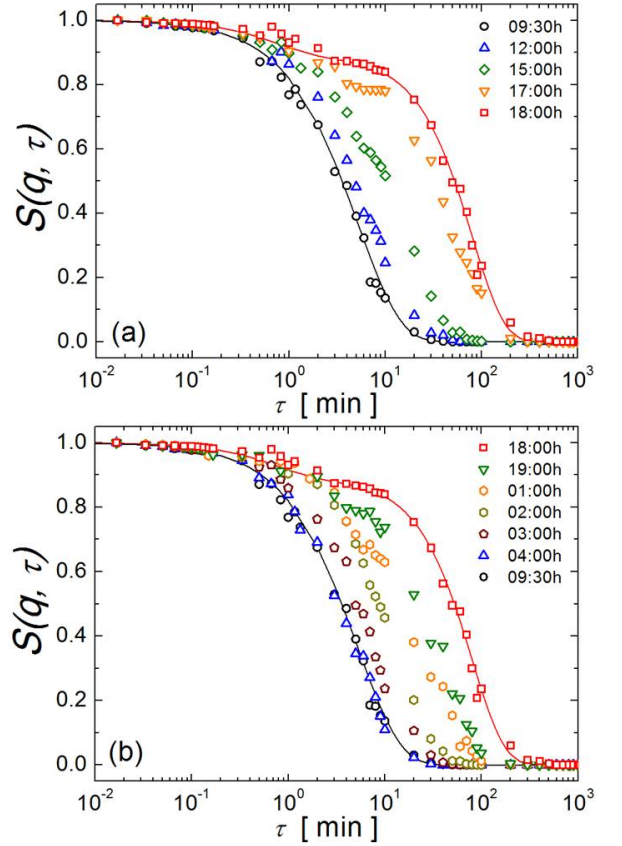 1.0
0.8
0.6
0.4
0.2
0.0
S(q, τ)
09:30h
12:00h
15:00h
17:00h
18:00h
(a)
10⁻² 10⁻¹ 10⁰ 10¹ 10² 10³
τ [ min ]
1.0
0.8
0.6
0.4
0.2
0.0
S(q, τ)
18:00h
19:00h
01:00h
02:00h
03:00h
04:00h
09:30h
(b)
10⁻² 10⁻¹ 10⁰ 10¹ 10² 10³
τ [ min ]